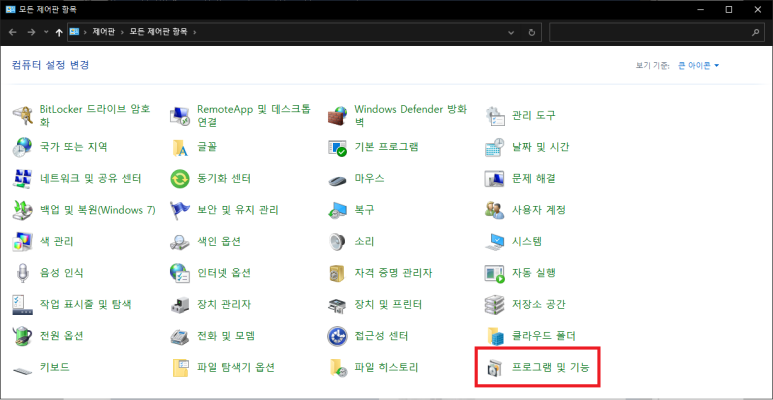 모든 제어판 항목
제어판 › 모든 제어판 항목 ›
컴퓨터 설정 변경
보기 기준: 큰 아이콘
BitLocker 드라이브 암호
화
RemoteApp 및 데스크톱
연결
Windows Defender 방화
벽
관리 도구
국가 또는 지역
글꼴
기본 프로그램
날짜 및 시간
네트워크 및 공유 센터
동기화 센터
마우스
문제 해결
백업 및 복원(Windows 7)
보안 및 유지 관리
복구
사용자 계정
색 관리
색인 옵션
소리
시스템
음성 인식
인터넷 옵션
자격 증명 관리자
자동 실행
작업 표시줄 및 탐색
장치 관리자
장치 및 프린터
저장소 공간
전원 옵션
전화 및 모뎀
접근성 센터
클라우드 폴더
키보드
파일 탐색기 옵션
파일 히스토리
프로그램 및 기능